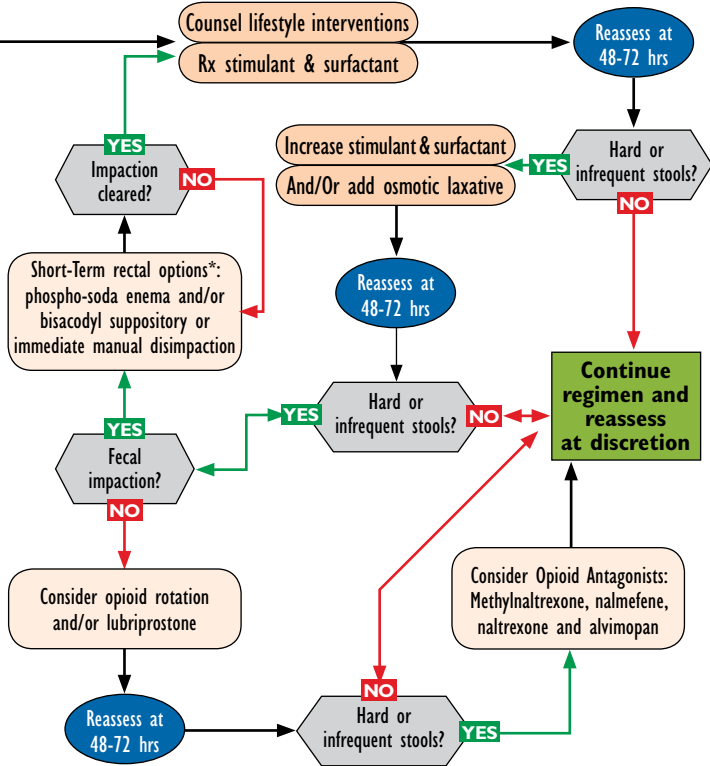 Counsel lifestyle interventions
Rx stimulant & surfactant
Reassess at
48-72 hrs
Hard or
infrequent stools?
YES
NO
Increase stimulant & surfactant
And/Or add osmotic laxative
Reassess at
48-72 hrs
Hard or
infrequent stools?
YES
NO
Continue
regimen and
reassess
at discretion
Fecal
impaction?
YES
NO
Short-Term rectal options*:
phospho-soda enema and/or
bisacodyl suppository or
immediate manual disimpaction
Impaction
cleared?
YES
NO
Consider opioid rotation
and/or lubriprostone
Reassess at
48-72 hrs
Hard or
infrequent stools?
NO
YES
Consider Opioid Antagonists:
Methylnaltrexone, nalmefene,
naltrexone and alvimopan